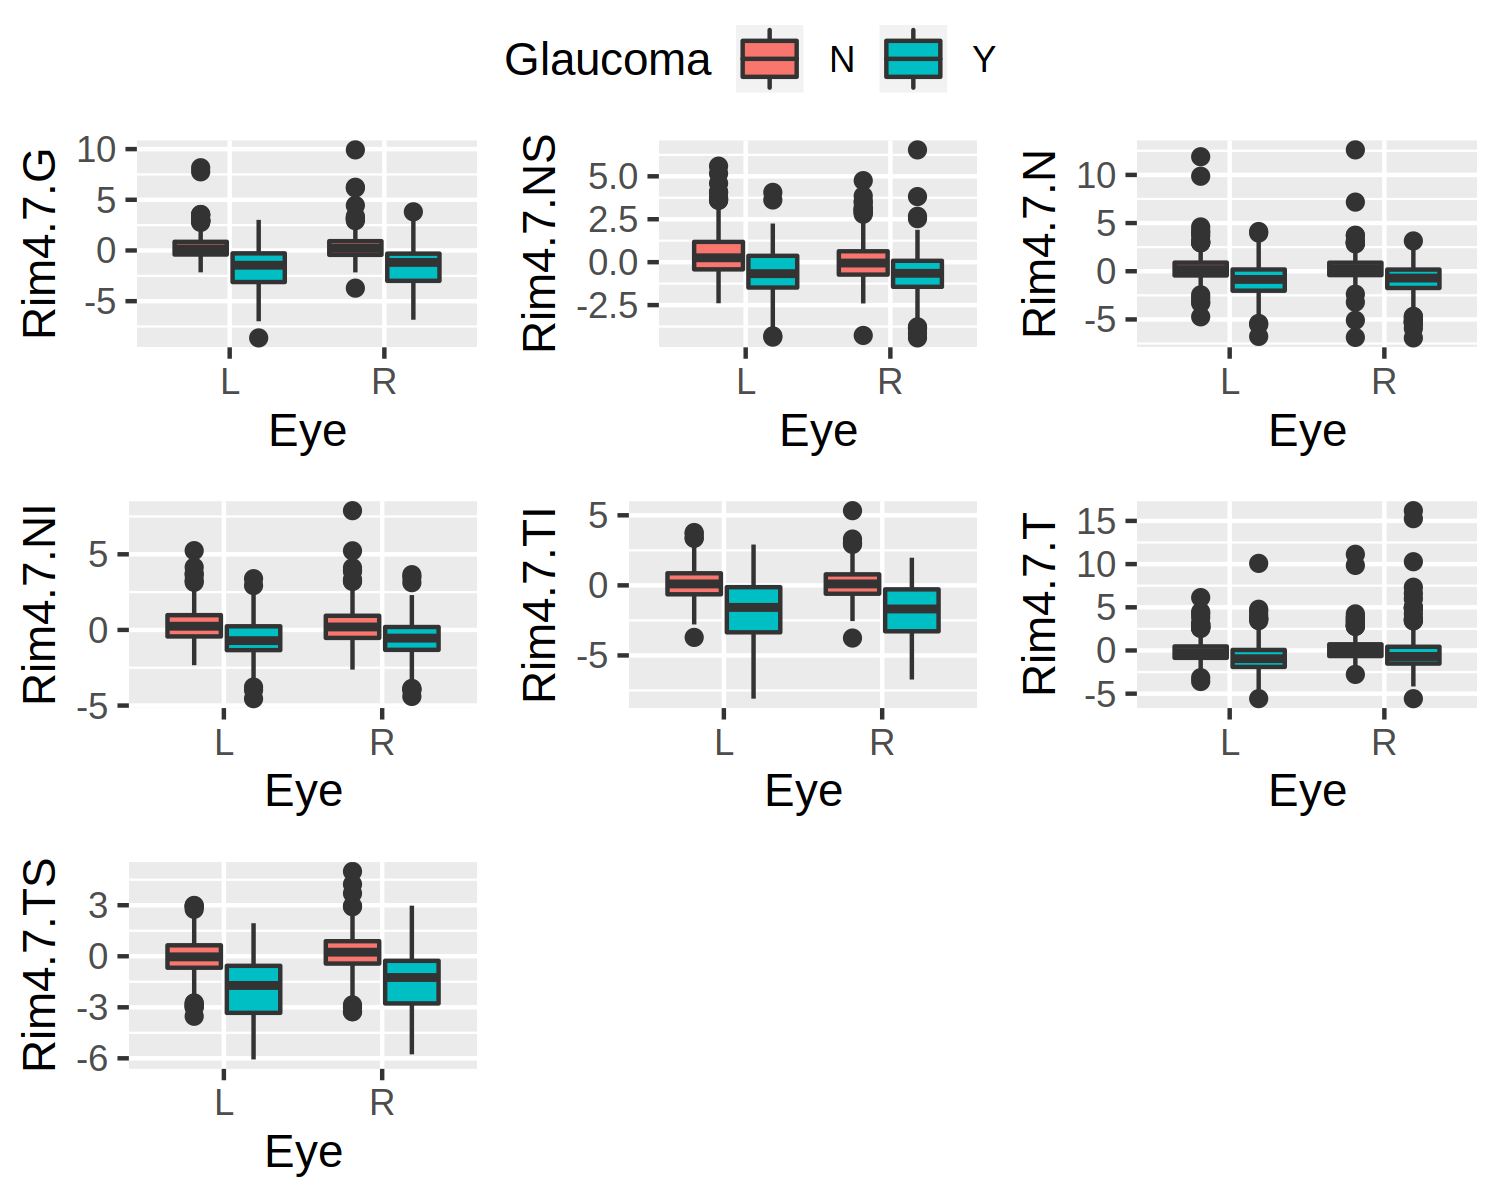 Glaucoma N Y
Rim4.7.G
10
5
0
-5
L R
Eye
Rim4.7.NS
5.0
2.5
0.0
-2.5
L R
Eye
Rim4.7.N
10
5
0
-5
L R
Eye
Rim4.7.NI
5
0
-5
L R
Eye
Rim4.7.TI
5
0
-5
L R
Eye
Rim4.7.T
15
10
5
0
-5
L R
Eye
Rim4.7.TS
3
0
-3
-6
L R
Eye